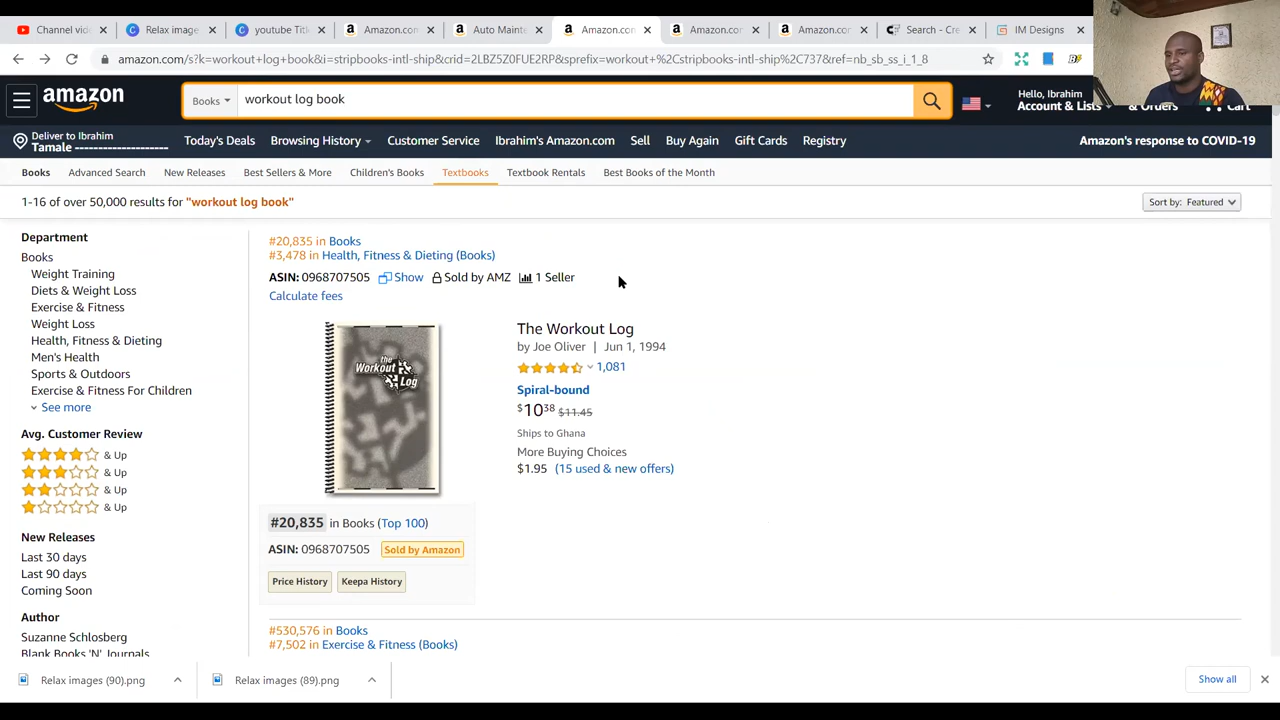 Channel vide
Relax image
youtube Titl
Amazon.com
Auto Mainte
Amazon.com
Amazon.com
Amazon.com
Search - Cre
IM Designs
amazon.com/s?k=workout+log+book&i=stripbooks-intl-ship&crid=2LBZ5Z0FUE2RP&sprefix=workout+%2Cstripbooks-intl-ship%2C737&ref=nb_sb_ss_i_1_8
amazon
Books
workout log book
Hello, Ibrahim
Account & Lists
& Orders
Cart
Deliver to Ibrahim
Tamale --------------------
Today's Deals
Browsing History
Customer Service
Ibrahim's Amazon.com
Sell
Buy Again
Gift Cards
Registry
Amazon's response to COVID-19
Books
Advanced Search
New Releases
Best Sellers & More
Children's Books
Textbooks
Textbook Rentals
Best Books of the Month
1-16 of over 50,000 results for "workout log book"
Sort by: Featured
Department
Books
Weight Training
Diets & Weight Loss
Exercise & Fitness
Weight Loss
Health, Fitness & Dieting
Men's Health
Sports & Outdoors
Exercise & Fitness For Children
See more
Avg. Customer Review
& Up
& Up
& Up
& Up
New Releases
Last 30 days
Last 90 days
Coming Soon
Author
Suzanne Schlosberg
Blank Books 'N' Journals
#20,835 in Books
#3,478 in Health, Fitness & Dieting (Books)
ASIN: 0968707505 Show Sold by AMZ 1 Seller
Calculate fees
the
Workout
Log
The Workout Log
by Joe Oliver | Jun 1, 1994
1,081
Spiral-bound
$10.38 $11.45
Ships to Ghana
More Buying Choices
$1.95 (15 used & new offers)
#20,835 in Books (Top 100)
ASIN: 0968707505 Sold by Amazon
Price History
Keepa History
#530,576 in Books
#7,502 in Exercise & Fitness (Books)
Relax images (90).png
Relax images (89).png
Show all